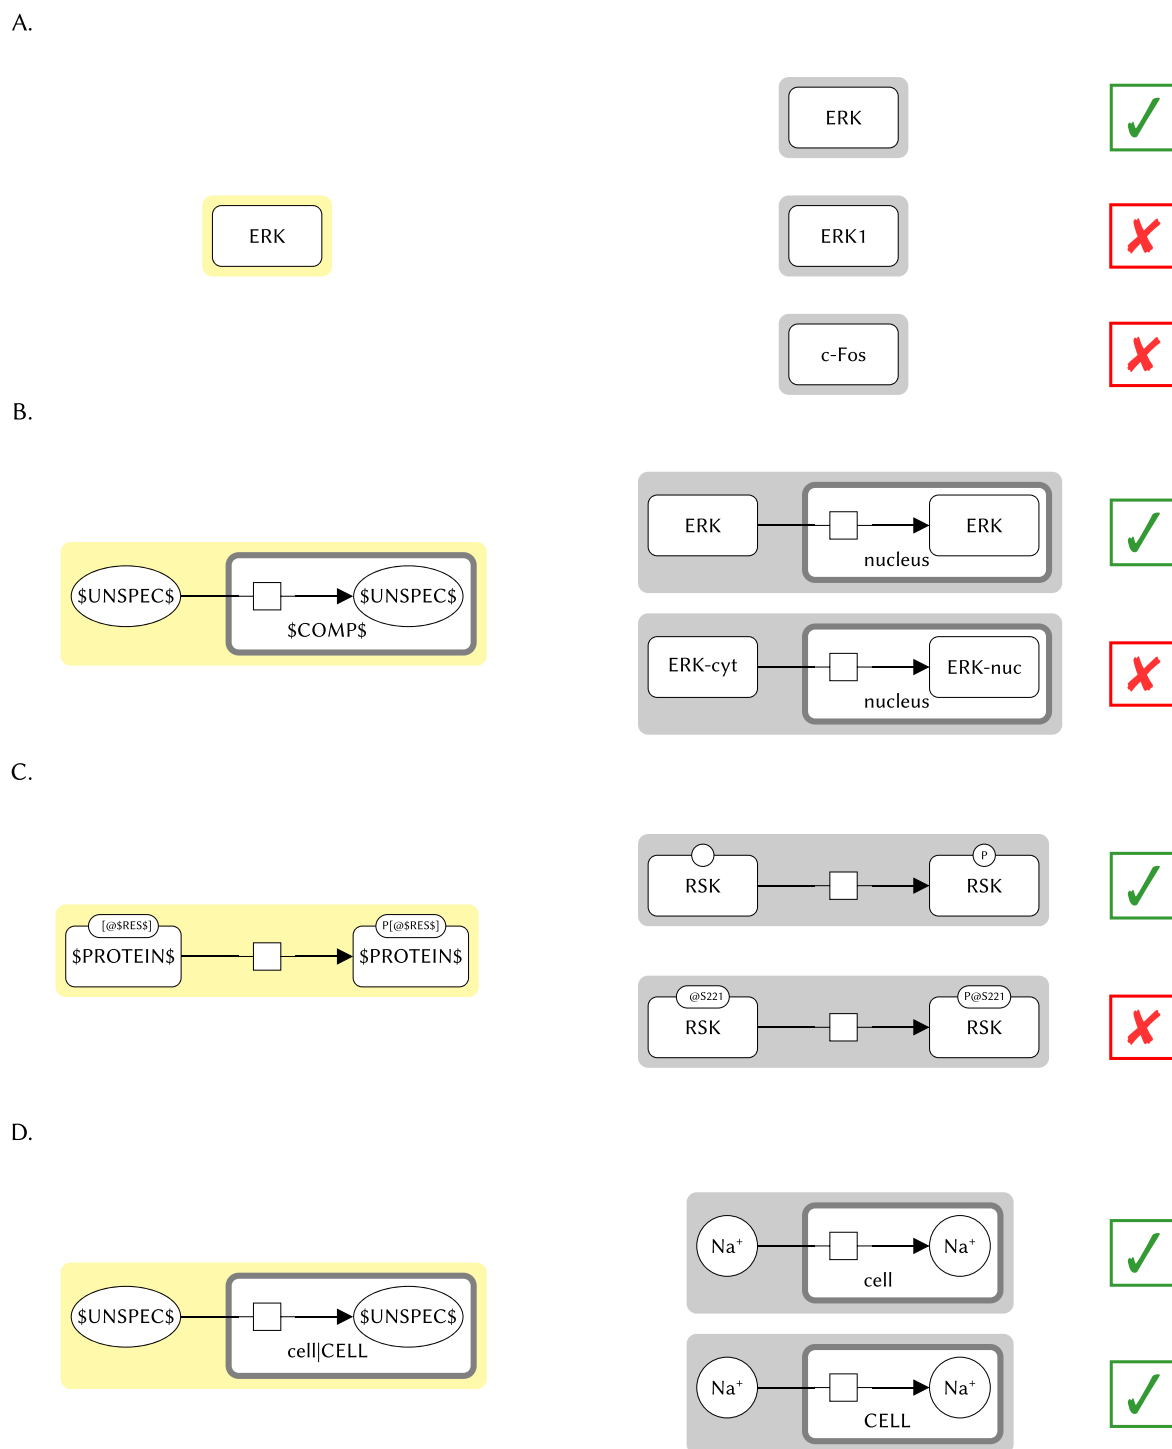 A.
ERK
ERK
ERK1
c-Fos
B.
$UNSPEC$ $UNSPEC$
$COMP$
ERK ERK
nucleus
ERK-cyt ERK-nuc
nucleus
C.
[@$RES$] P[@$RES$]
$PROTEIN$ $PROTEIN$
P
RSK RSK
@S221 P@S221
RSK RSK
D.
$UNSPEC$ $UNSPEC$
cell|CELL
Na⁺ Na⁺
cell
Na⁺ Na⁺
CELL